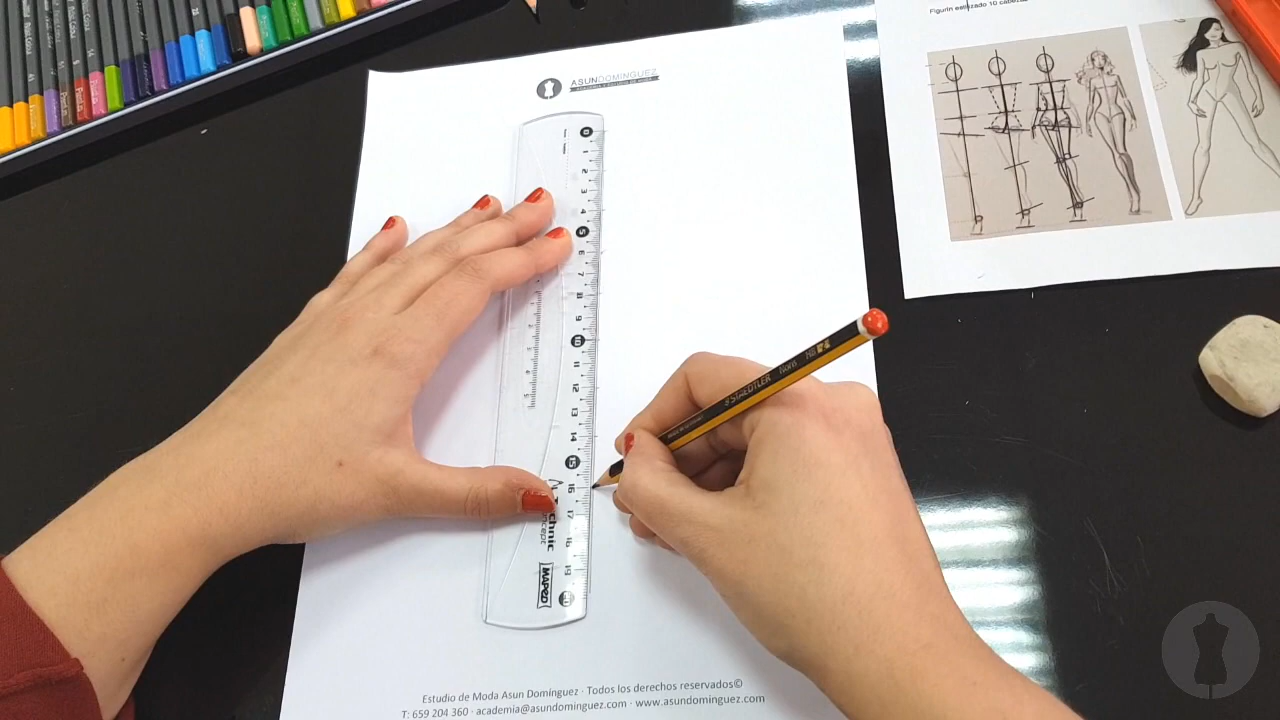 Figurín estilizado 10 cabezas
ASUNDOMINGUEZ
0
1
2
3
4
5
6
7
8
9
10
11
12
13
14
15
16
17
18
19
Technic
MAPED
STAEDTLER Noris HB
Estudio de Moda Asun Domínguez · Todos los derechos reservados©
T: 659 204 360 · academia@asundominguez.com · www.asundominguez.com